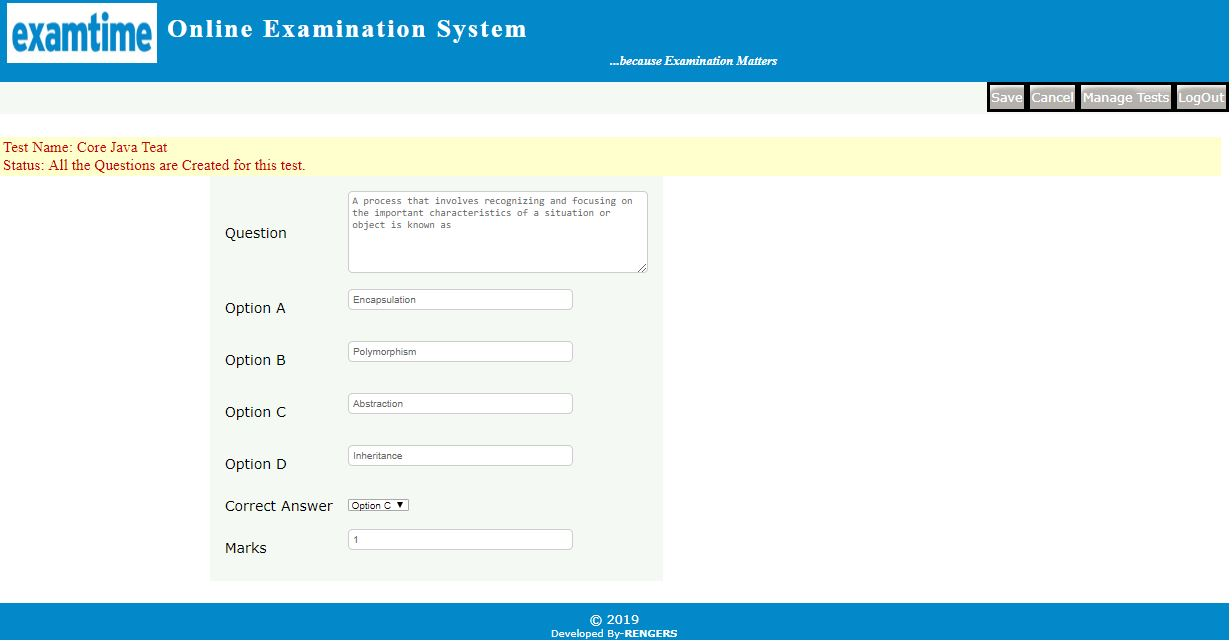 examtime
Online Examination System
...because Examination Matters
Save Cancel Manage Tests LogOut
Test Name: Core Java Teat
Status: All the Questions are Created for this test.
Question
A process that involves recognizing and focusing on
the important characteristics of a situation or
object is known as
Option A Encapsulation
Option B Polymorphism
Option C Abstraction
Option D Inheritance
Correct Answer Option C
Marks 1
© 2019
Developed By-RENGERS